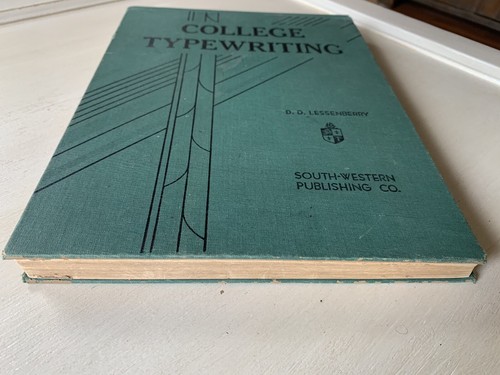 COLLEGE
TYPEWRITING
D. D. LESSENBERRY
SOUTH-WESTERN
PUBLISHING CO.